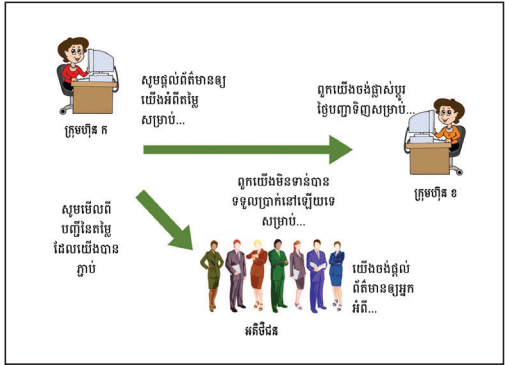 សូមផ្តល់ព័ត៌មានឲ្យ
យើងអំពីតម្លៃ
សម្រាប់...
ក្រុមហ៊ុន ក
ពួកយើងចង់ផ្លាស់ប្តូរ
ថ្ងៃបញ្ជាទិញសម្រាប់...
ក្រុមហ៊ុន ខ
ពួកយើងមិនទាន់បាន
ទទួលប្រាក់នៅឡើយទេ
សម្រាប់...
សូមមើលពី
បញ្ជីនៃតម្លៃ
ដែលយើងបាន
ភ្ជាប់
យើងចង់ផ្តល់
ព័ត៌មានឲ្យអ្នក
អំពី...
អតិថិជន